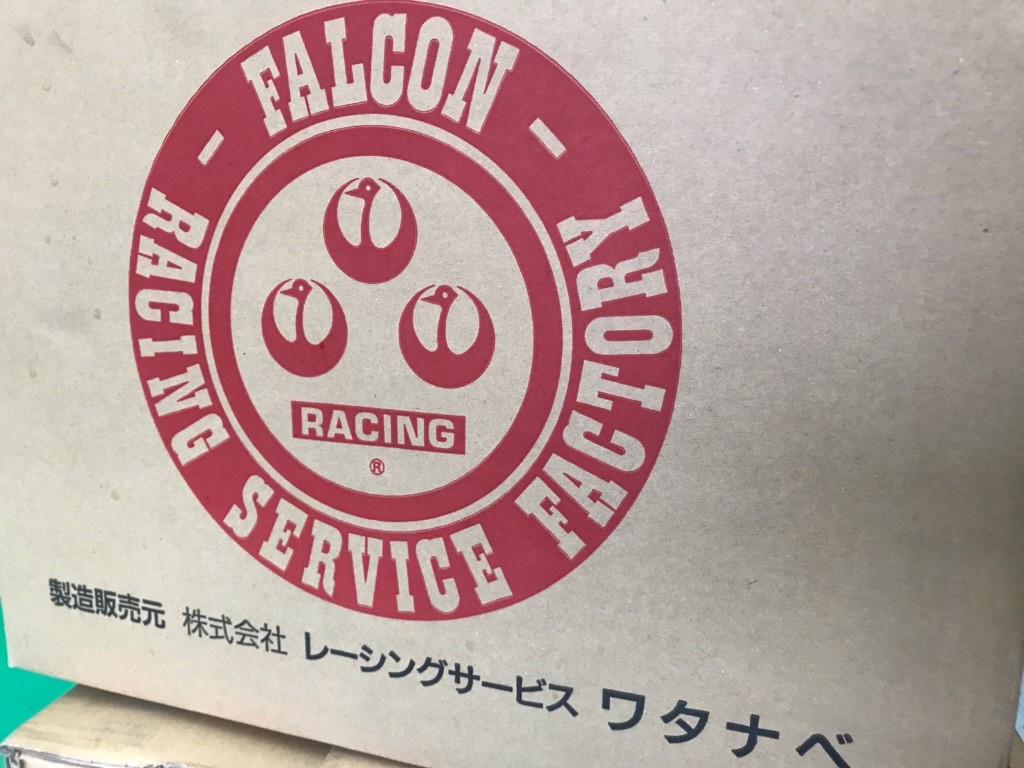 FALCON
RACING SERVICE FACTORY
RACING
®
製造販売元 株式会社 レーシングサービス ワタナベ